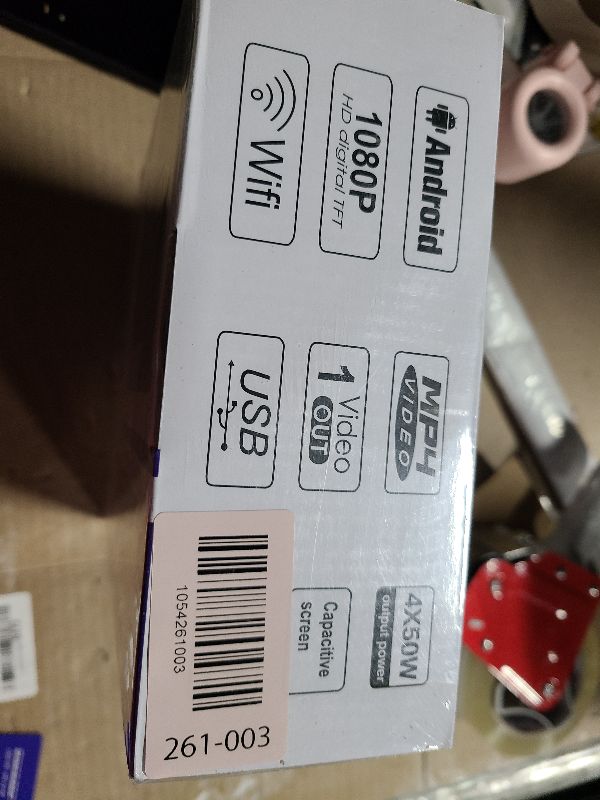 Android
1080P
HD digital TFT
Wifi
MP4
VIDEO
1 Video
OUT
USB
4X50W
output power
Capacitive
screen
1054261003
261-003